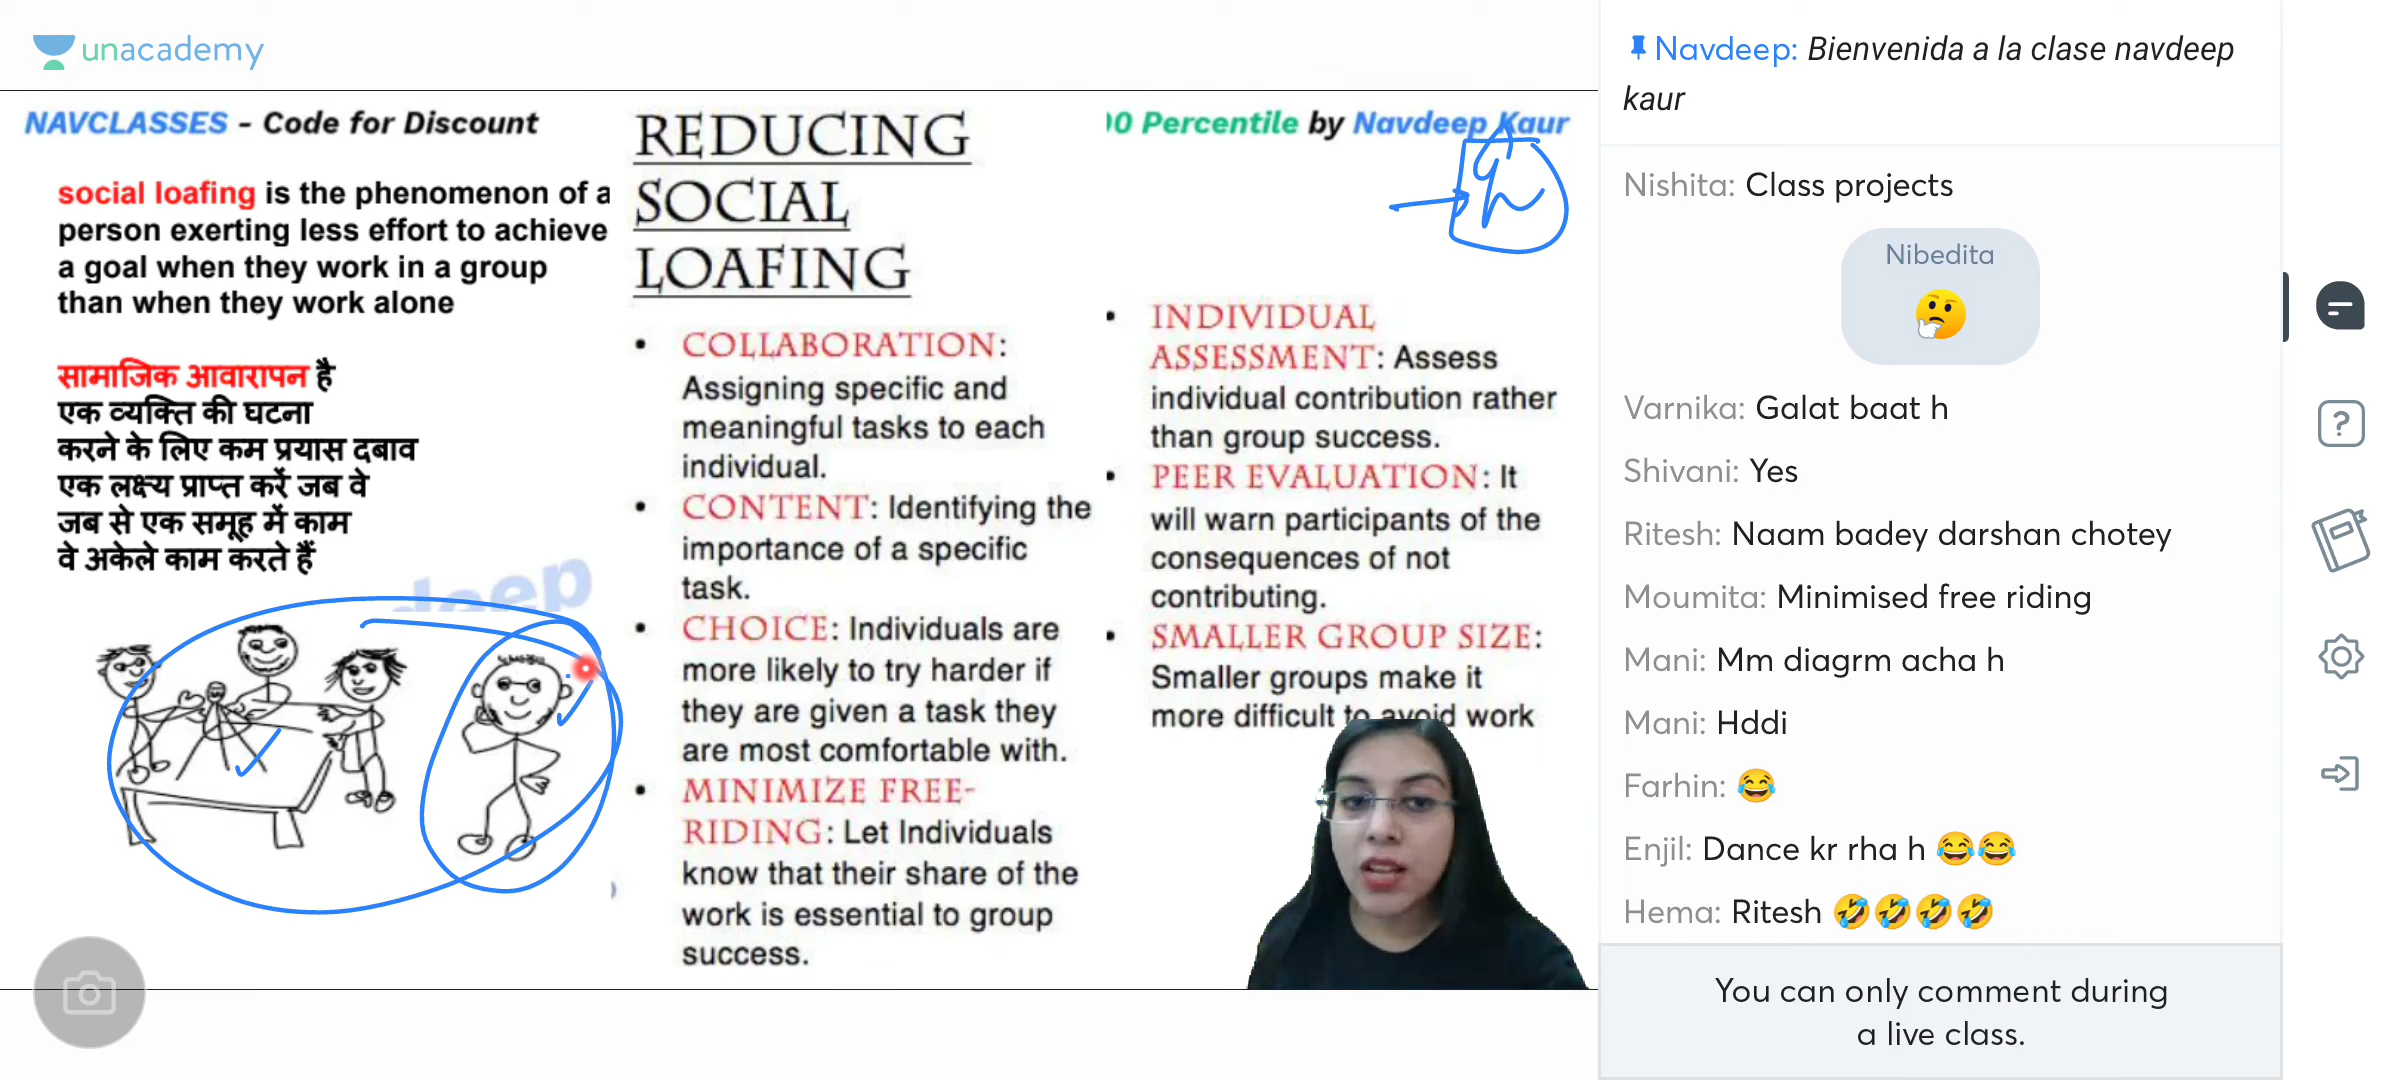 unacademy
NAVCLASSES - Code for Discount
social loafing is the phenomenon of a
person exerting less effort to achieve
a goal when they work in a group
than when they work alone
सामाजिक आवारापन है
एक व्यक्ति की घटना
करने के लिए कम प्रयास दबाव
एक लक्ष्य प्राप्त करें जब वे
जब से एक समूह में काम
वे अकेले काम करते हैं
deep
REDUCING
SOCIAL
LOAFING
• COLLABORATION:
Assigning specific and
meaningful tasks to each
individual.
• CONTENT: Identifying the
importance of a specific
task.
• CHOICE: Individuals are
more likely to try harder if
they are given a task they
are most comfortable with.
• MINIMIZE FREE-
RIDING: Let Individuals
know that their share of the
work is essential to group
success.
0 Percentile by Navdeep Kaur
• INDIVIDUAL
ASSESSMENT: Assess
individual contribution rather
than group success.
• PEER EVALUATION: It
will warn participants of the
consequences of not
contributing.
• SMALLER GROUP SIZE:
Smaller groups make it
more difficult to avoid work
Navdeep: Bienvenida a la clase navdeep
kaur
Nishita: Class projects
Nibedita
🤔
Varnika: Galat baat h
Shivani: Yes
Ritesh: Naam badey darshan chotey
Moumita: Minimised free riding
Mani: Mm diagrm acha h
Mani: Hddi
Farhin: 😂
Enjil: Dance kr rha h 😂😂
Hema: Ritesh 🤣🤣🤣🤣
You can only comment during
a live class.